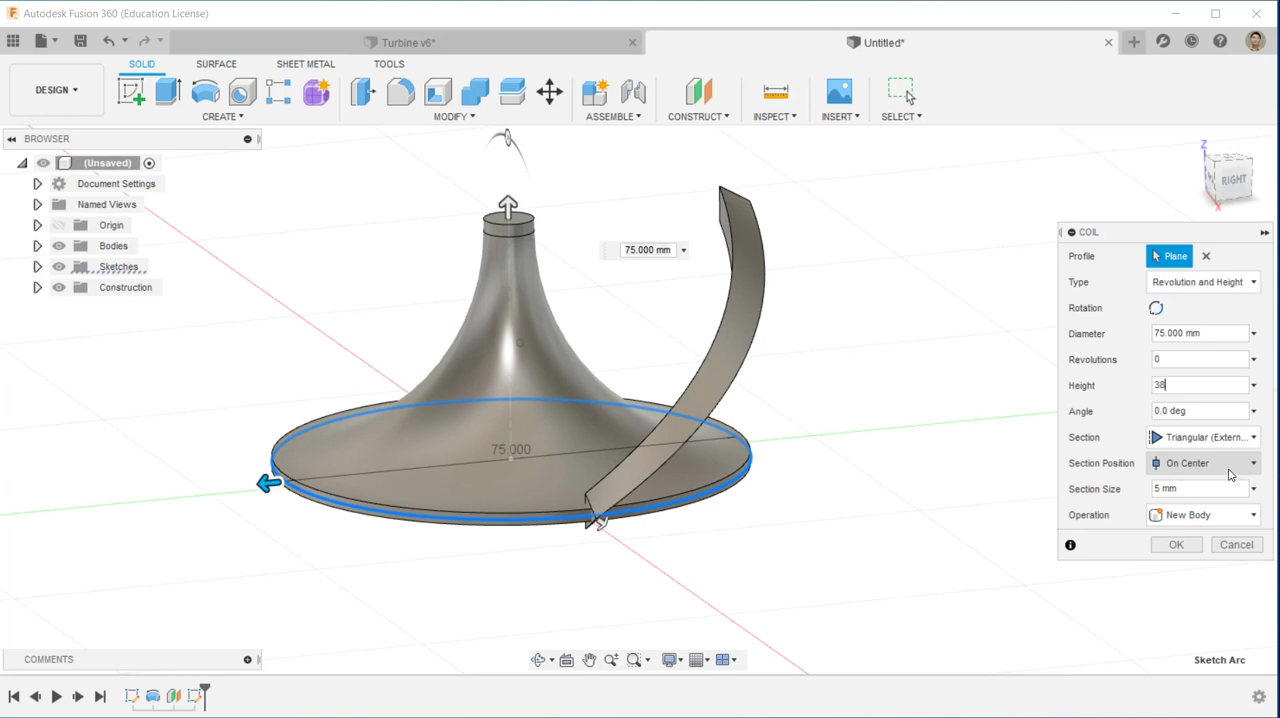 Autodesk Fusion 360 (Education License)
Turbine v6*
Untitled*
SOLID SURFACE SHEET METAL TOOLS
DESIGN
CREATE MODIFY ASSEMBLE CONSTRUCT INSPECT INSERT SELECT
BROWSER
(Unsaved)
Document Settings
Named Views
Origin
Bodies
Sketches
Construction
75.000 mm
75.000
Z
RIGHT
X
COIL
Profile Plane
Type Revolution and Height
Rotation
Diameter 75.000 mm
Revolutions 0
Height 38
Angle 0.0 deg
Section Triangular (Extern...
Section Position On Center
Section Size 5 mm
Operation New Body
OK Cancel
COMMENTS
Sketch Arc